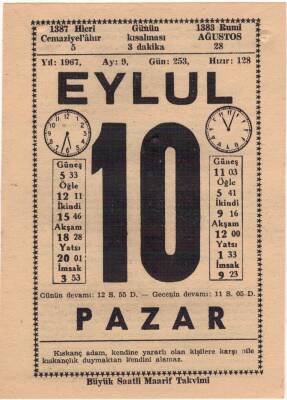 1387 Hicri
Cemaziyel'âhır
5
Günün
kısalması
3 dakika
1383 Rumi
AĞUSTOS
28
Yıl: 1967, Ay: 9, Gün: 253, Hızır: 128
EYLUL
10
Güneş
5 33
Öğle
12 11
İkindi
15 46
Akşam
18 28
Yatsı
20 01
İmsak
3 53
Güneş
11 03
Öğle
5 41
İkindi
9 16
Akşam
12 00
Yatsı
1 33
İmsak
9 23
Günün devamı: 12 S. 55 D. — Gecenin devamı: 11 S. 05 D.
PAZAR
Kıskanç adam, kendine yararlı olan kişilere karşı bile
kıskançlık duymaktan kendini alamaz.
Büyük Saatli Maarif Takvimi